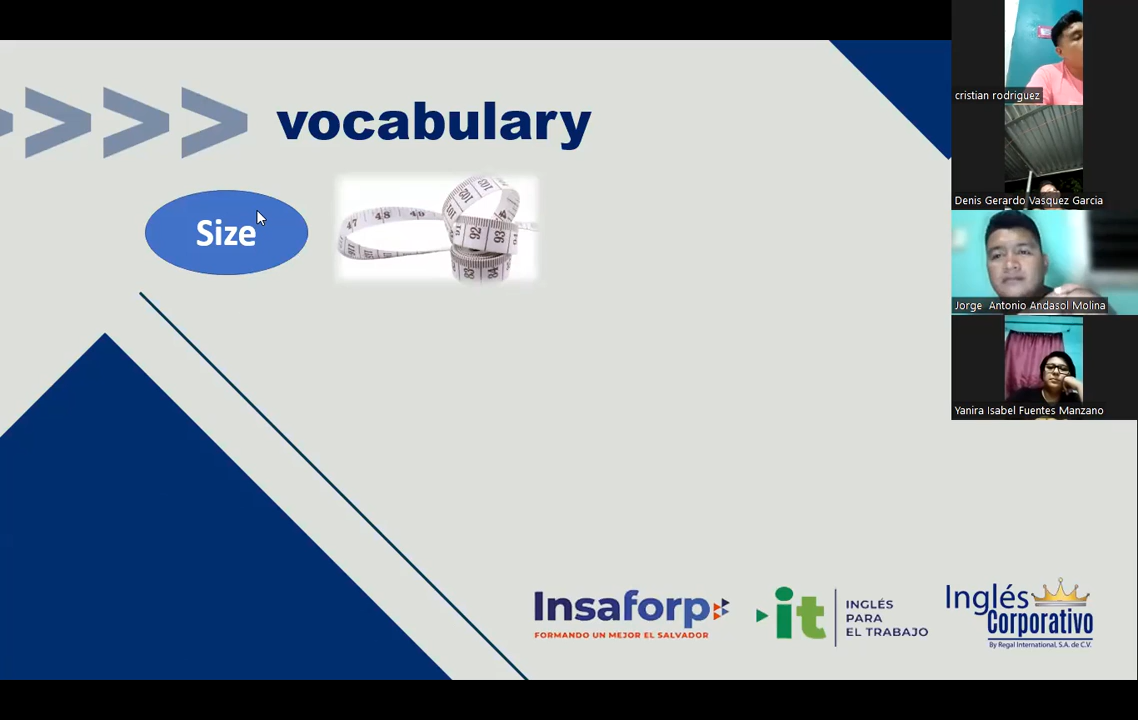 vocabulary
Size
Insaforp
FORMANDO UN MEJOR EL SALVADOR
it
INGLÉS
PARA
EL TRABAJO
Inglés
Corporativo
By Regal International, S.A. de C.V.
cristian rodriguez
Denis Gerardo Vasquez Garcia
Jorge Antonio Andasol Molina
Yanira Isabel Fuentes Manzano